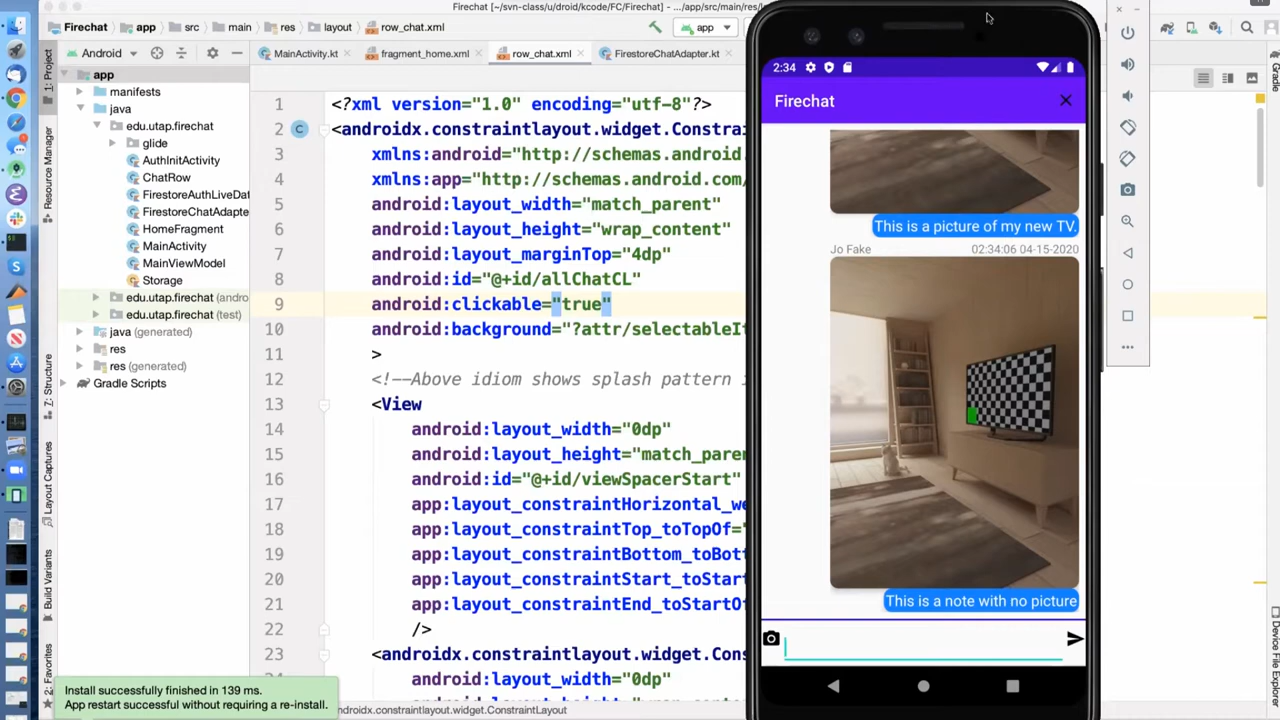 Firechat [~/svn-class/u/droid/kcode/FC/Firechat] - .../app/src/main/res/l
Firechat app src main res layout row_chat.xml
app
Android
MainActivity.kt
fragment_home.xml
row_chat.xml
FirestoreChatAdapter.kt
1: Project
Resource Manager
7: Structure
Layout Captures
Build Variants
Favorites
app
manifests
java
edu.utap.firechat
glide
AuthInitActivity
ChatRow
FirestoreAuthLiveDat
FirestoreChatAdapte
HomeFragment
MainActivity
MainViewModel
Storage
edu.utap.firechat (andro
edu.utap.firechat (test)
java (generated)
res
res (generated)
Gradle Scripts
1 <?xml version="1.0" encoding="utf-8"?>
2 <androidx.constraintlayout.widget.Constra
3 xmlns:android="http://schemas.android.
4 xmlns:app="http://schemas.android.com/
5 android:layout_width="match_parent"
6 android:layout_height="wrap_content"
7 android:layout_marginTop="4dp"
8 android:id="@+id/allChatCL"
9 android:clickable="true"
10 android:background="?attr/selectableIt
11 >
12 <!--Above idiom shows splash pattern i
13 <View
14 android:layout_width="0dp"
15 android:layout_height="match_pare
16 android:id="@+id/viewSpacerStart"
17 app:layout_constraintHorizontal_we
18 app:layout_constraintTop_toTopOf="
19 app:layout_constraintBottom_toBott
20 app:layout_constraintStart_toStart
21 app:layout_constraintEnd_toStartOf
22 />
23 <androidx.constraintlayout.widget.Cons
android:layout_width="0dp"
androidx.constraintlayout.widget.ConstraintLayout
Install successfully finished in 139 ms.
App restart successful without requiring a re-install.
2:34
Firechat
This is a picture of my new TV.
Jo Fake 02:34:06 04-15-2020
This is a note with no picture
Gradle
Device File Explorer